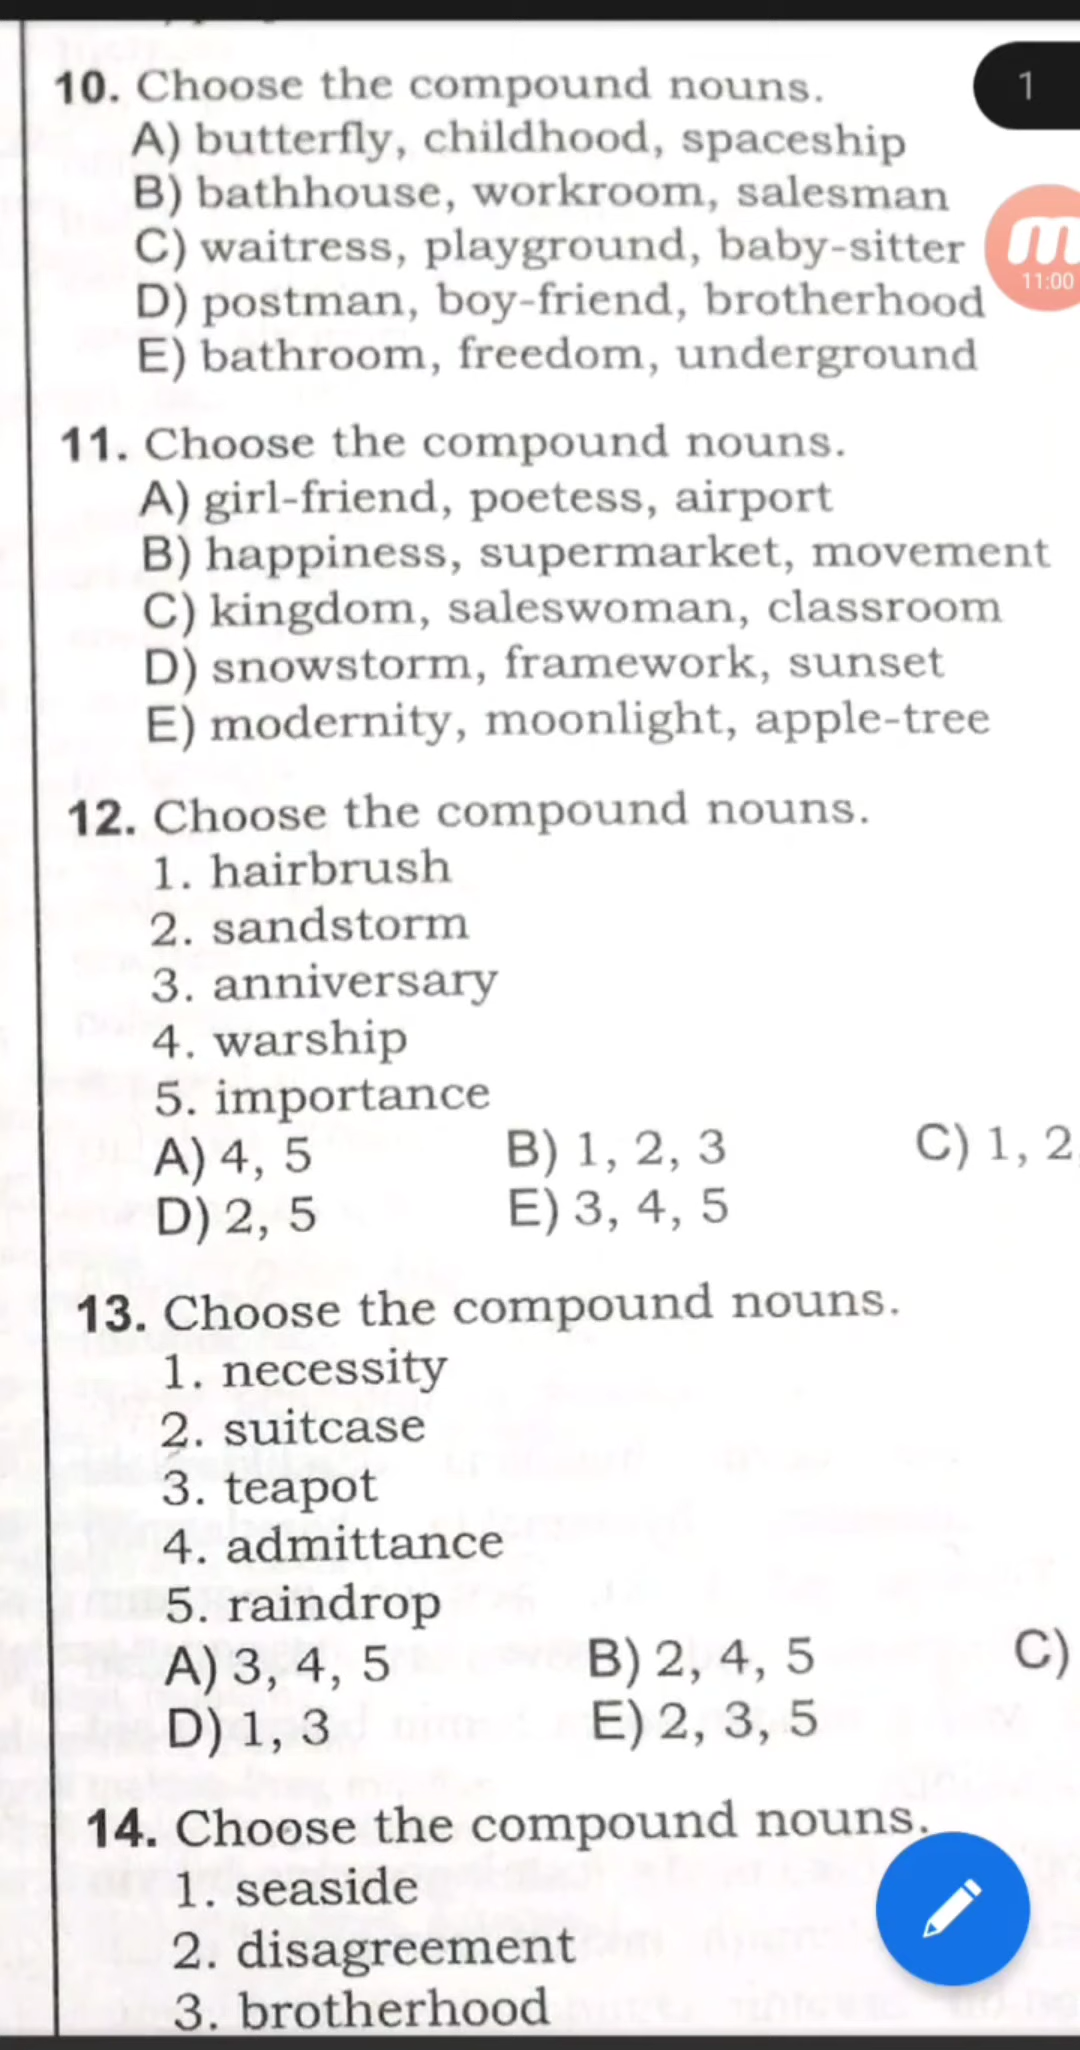 10. Choose the compound nouns.
1
A) butterfly, childhood, spaceship
B) bathhouse, workroom, salesman
C) waitress, playground, baby-sitter
D) postman, boy-friend, brotherhood
E) bathroom, freedom, underground
m
11:00
11. Choose the compound nouns.
A) girl-friend, poetess, airport
B) happiness, supermarket, movement
C) kingdom, saleswoman, classroom
D) snowstorm, framework, sunset
E) modernity, moonlight, apple-tree
12. Choose the compound nouns.
1. hairbrush
2. sandstorm
3. anniversary
4. warship
5. importance
A) 4, 5 B) 1, 2, 3 C) 1, 2,
D) 2, 5 E) 3, 4, 5
13. Choose the compound nouns.
1. necessity
2. suitcase
3. teapot
4. admittance
5. raindrop
A) 3, 4, 5 B) 2, 4, 5 C)
D) 1, 3 E) 2, 3, 5
14. Choose the compound nouns.
1. seaside
2. disagreement
3. brotherhood